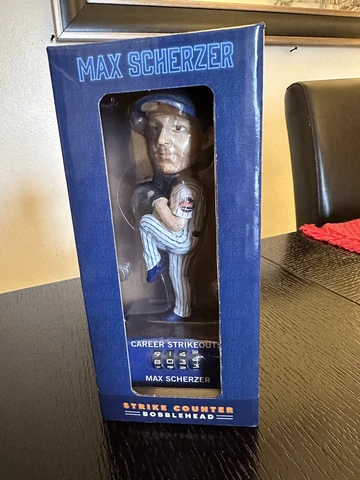 MAX SCHERZER
CAREER STRIKEOUTS
MAX SCHERZER
STRIKE COUNTER
BOBBLEHEAD